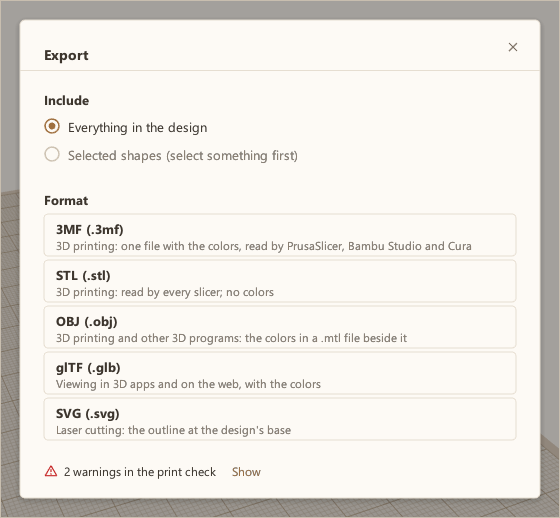 Export
Include
Everything in the design
Selected shapes (select something first)
Format
3MF (.3mf)
3D printing: one file with the colors, read by PrusaSlicer, Bambu Studio and Cura
STL (.stl)
3D printing: read by every slicer; no colors
OBJ (.obj)
3D printing and other 3D programs: the colors in a .mtl file beside it
glTF (.glb)
Viewing in 3D apps and on the web, with the colors
SVG (.svg)
Laser cutting: the outline at the design's base
2 warnings in the print check Show